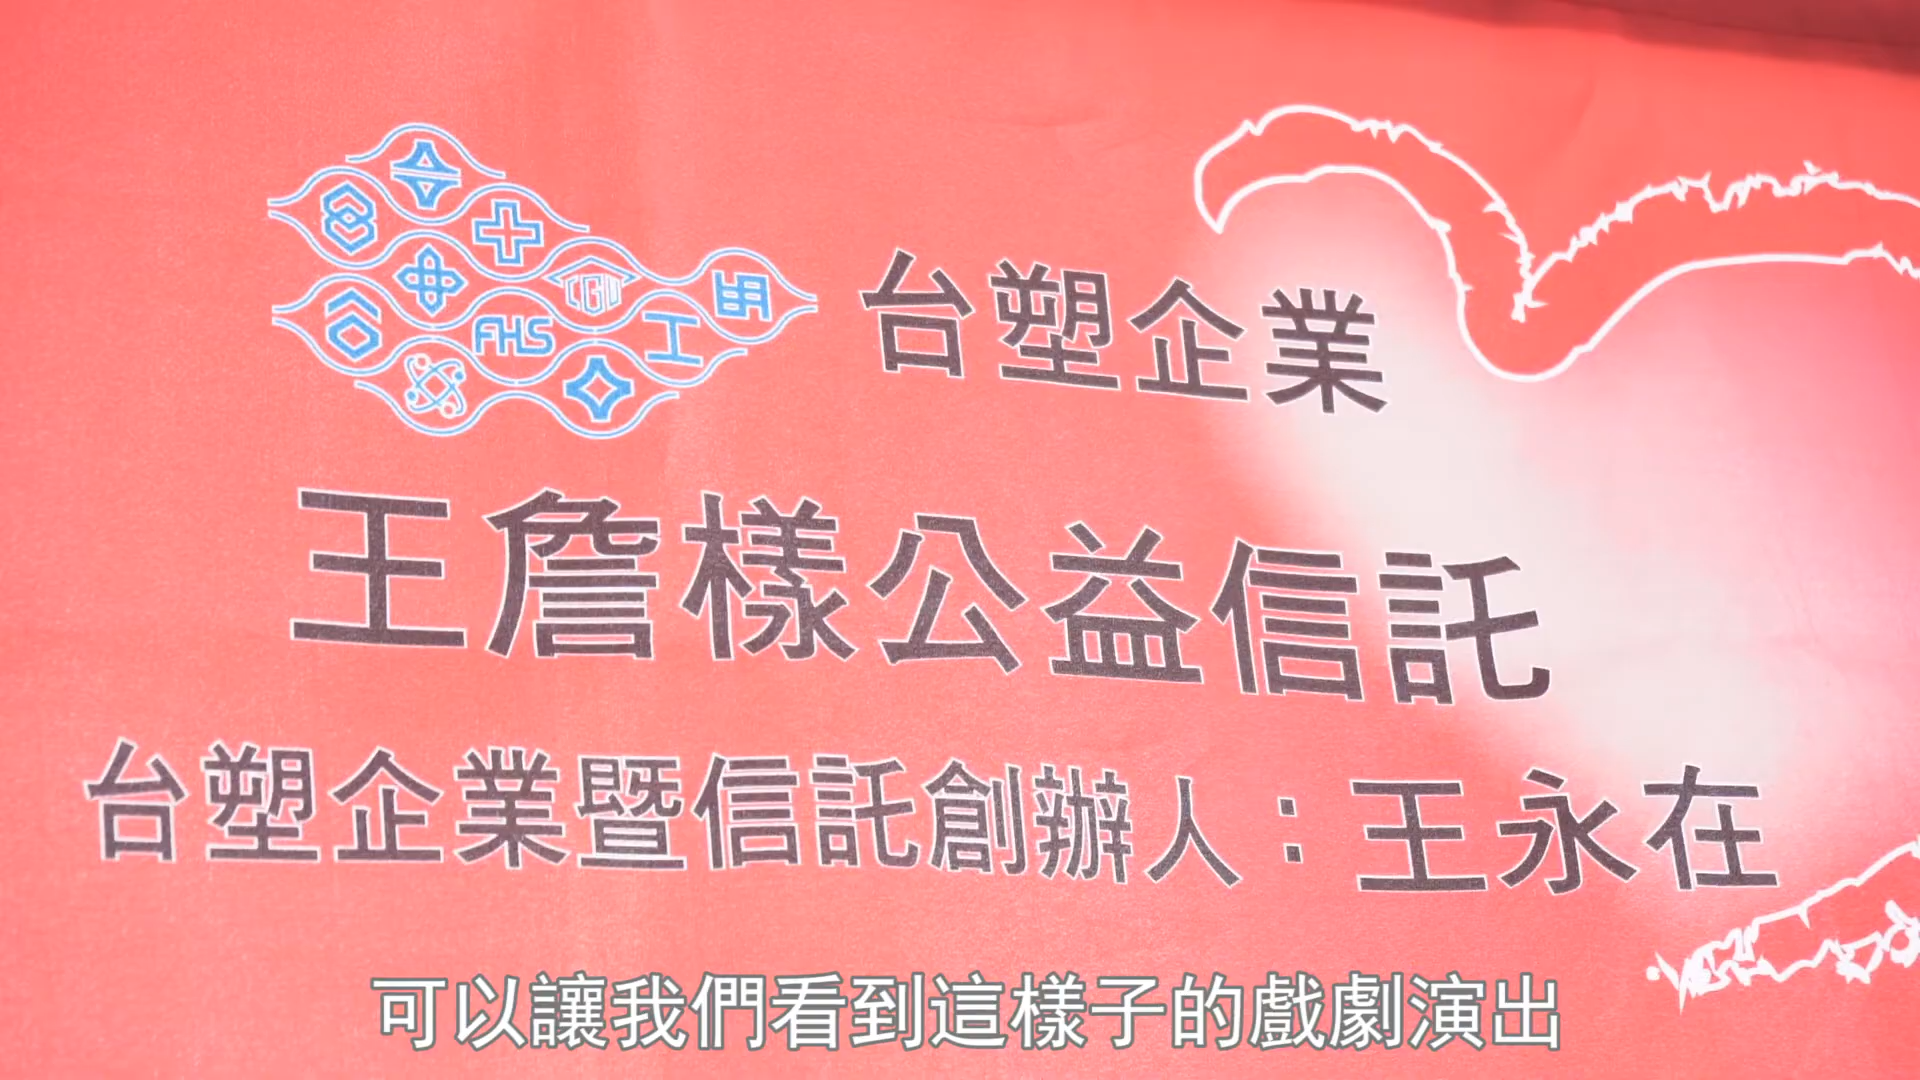 台塑企業
FHS
王詹樣公益信託
台塑企業暨信託創辦人：王永在
可以讓我們看到這樣子的戲劇演出